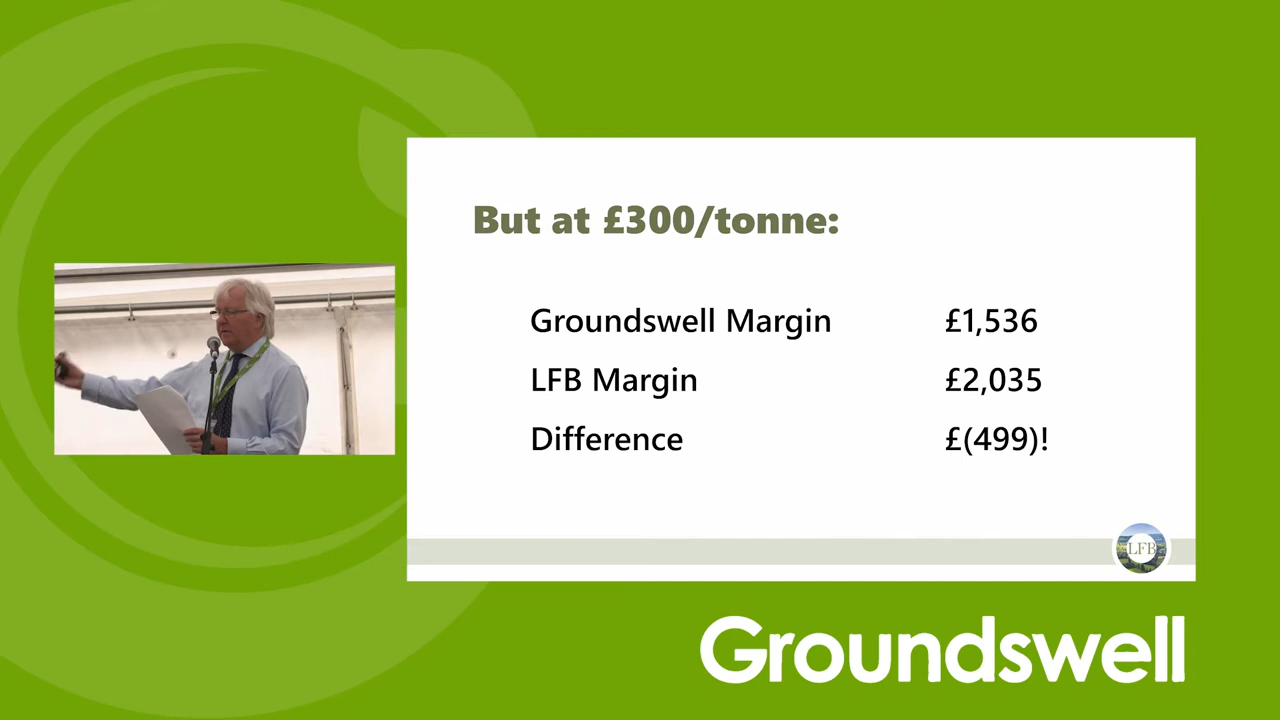 But at £300/tonne:
Groundswell Margin £1,536
LFB Margin £2,035
Difference £(499)!
LFB
Groundswell